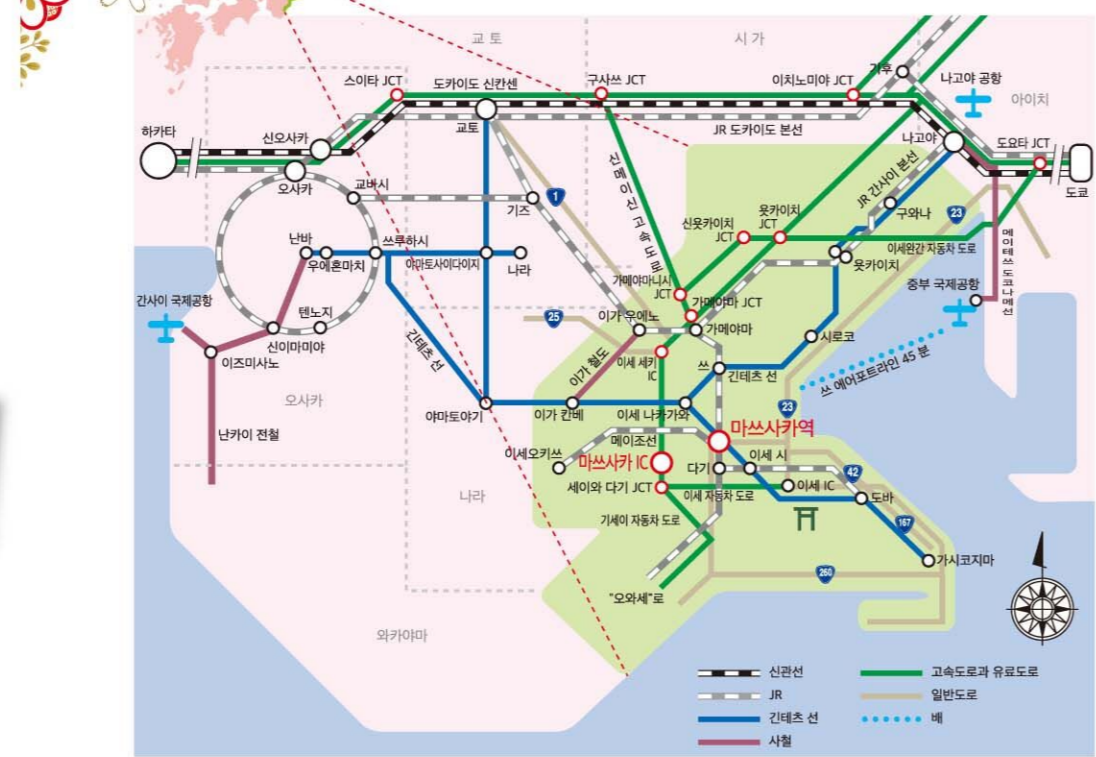 교토
시가
스이타 JCT
도카이도 신칸센
구사쓰 JCT
이치노미야 JCT
기후
나고야 공항
아이치
하카타
신오사카
교토
JR 도카이도 본선
나고야
도요타 JCT
도쿄
오사카
교바시
기즈
1
신메이신 고속도로
JR 간사이 본선
구와나
23
메이테쓰도코나메선
신욧카이치 JCT
욧카이치 JCT
이세완간 자동차 도로
욧카이치
난바
우에혼마치
쓰루하시
야마토사이다이지
나라
가메야마니시 JCT
가메야마 JCT
중부 국제공항
간사이 국제공항
텐노지
신이마미야
이즈미사노
25
이가 우에노
가메야마
시로코
긴테츠 선
이가 철도
이세 세키 IC
쓰
긴테츠 선
쓰 에어포트라인 45 분
오사카
야마토야기
이가 칸베
이세 나카가와
23
난카이 전철
메이조선
마쓰사카역
이세오키쓰
마쓰사카 IC
다기
이세 시
42
나라
세이와 다기 JCT
이세 자동차 도로
이세 IC
도바
기세이 자동차 도로
167
가시코지마
260
"오와세"로
와카야마
신관선
고속도로과 유료도로
JR
일반도로
긴테츠 선
배
사철